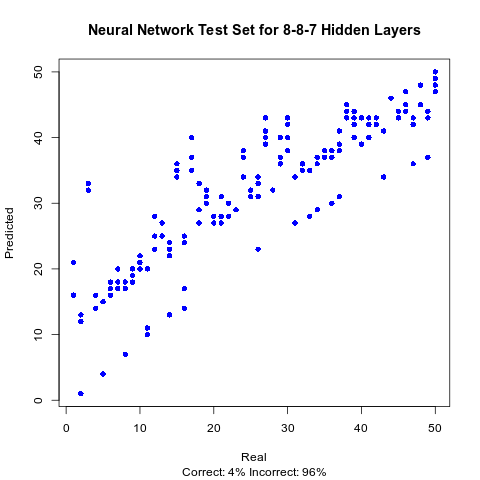 Neural Network Test Set for 8-8-7 Hidden Layers
Predicted
50
40
30
20
10
0
0 10 20 30 40 50
Real
Correct: 4% Incorrect: 96%